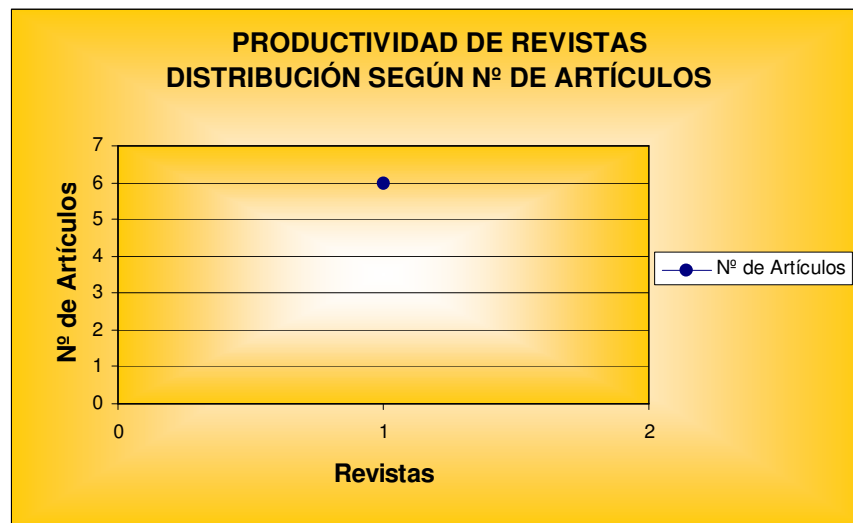 PRODUCTIVIDAD DE REVISTAS
DISTRIBUCIÓN SEGÚN Nº DE ARTÍCULOS
Nº de Artículos
7
6
5
4
3
2
1
0
0 1 2
Revistas
Nº de Artículos